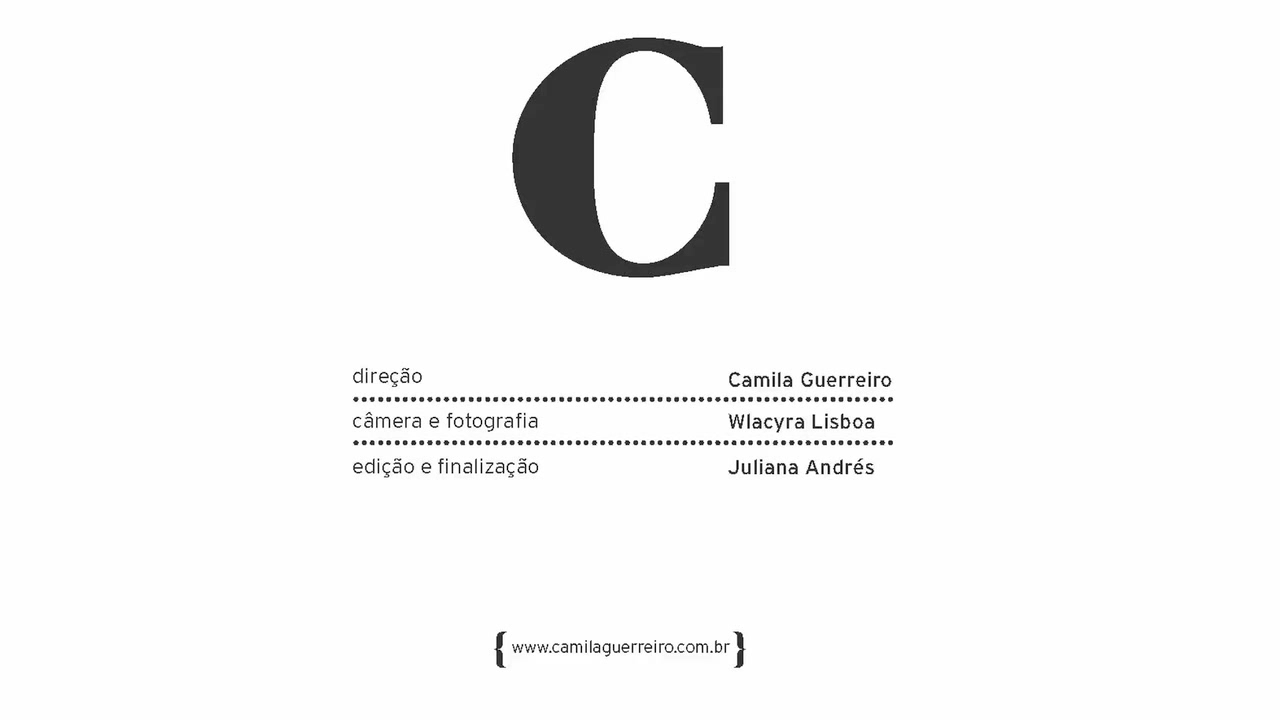 C
direção Camila Guerreiro
câmera e fotografia Wlacyra Lisboa
edição e finalização Juliana Andrés
{ www.camilaguerreiro.com.br }